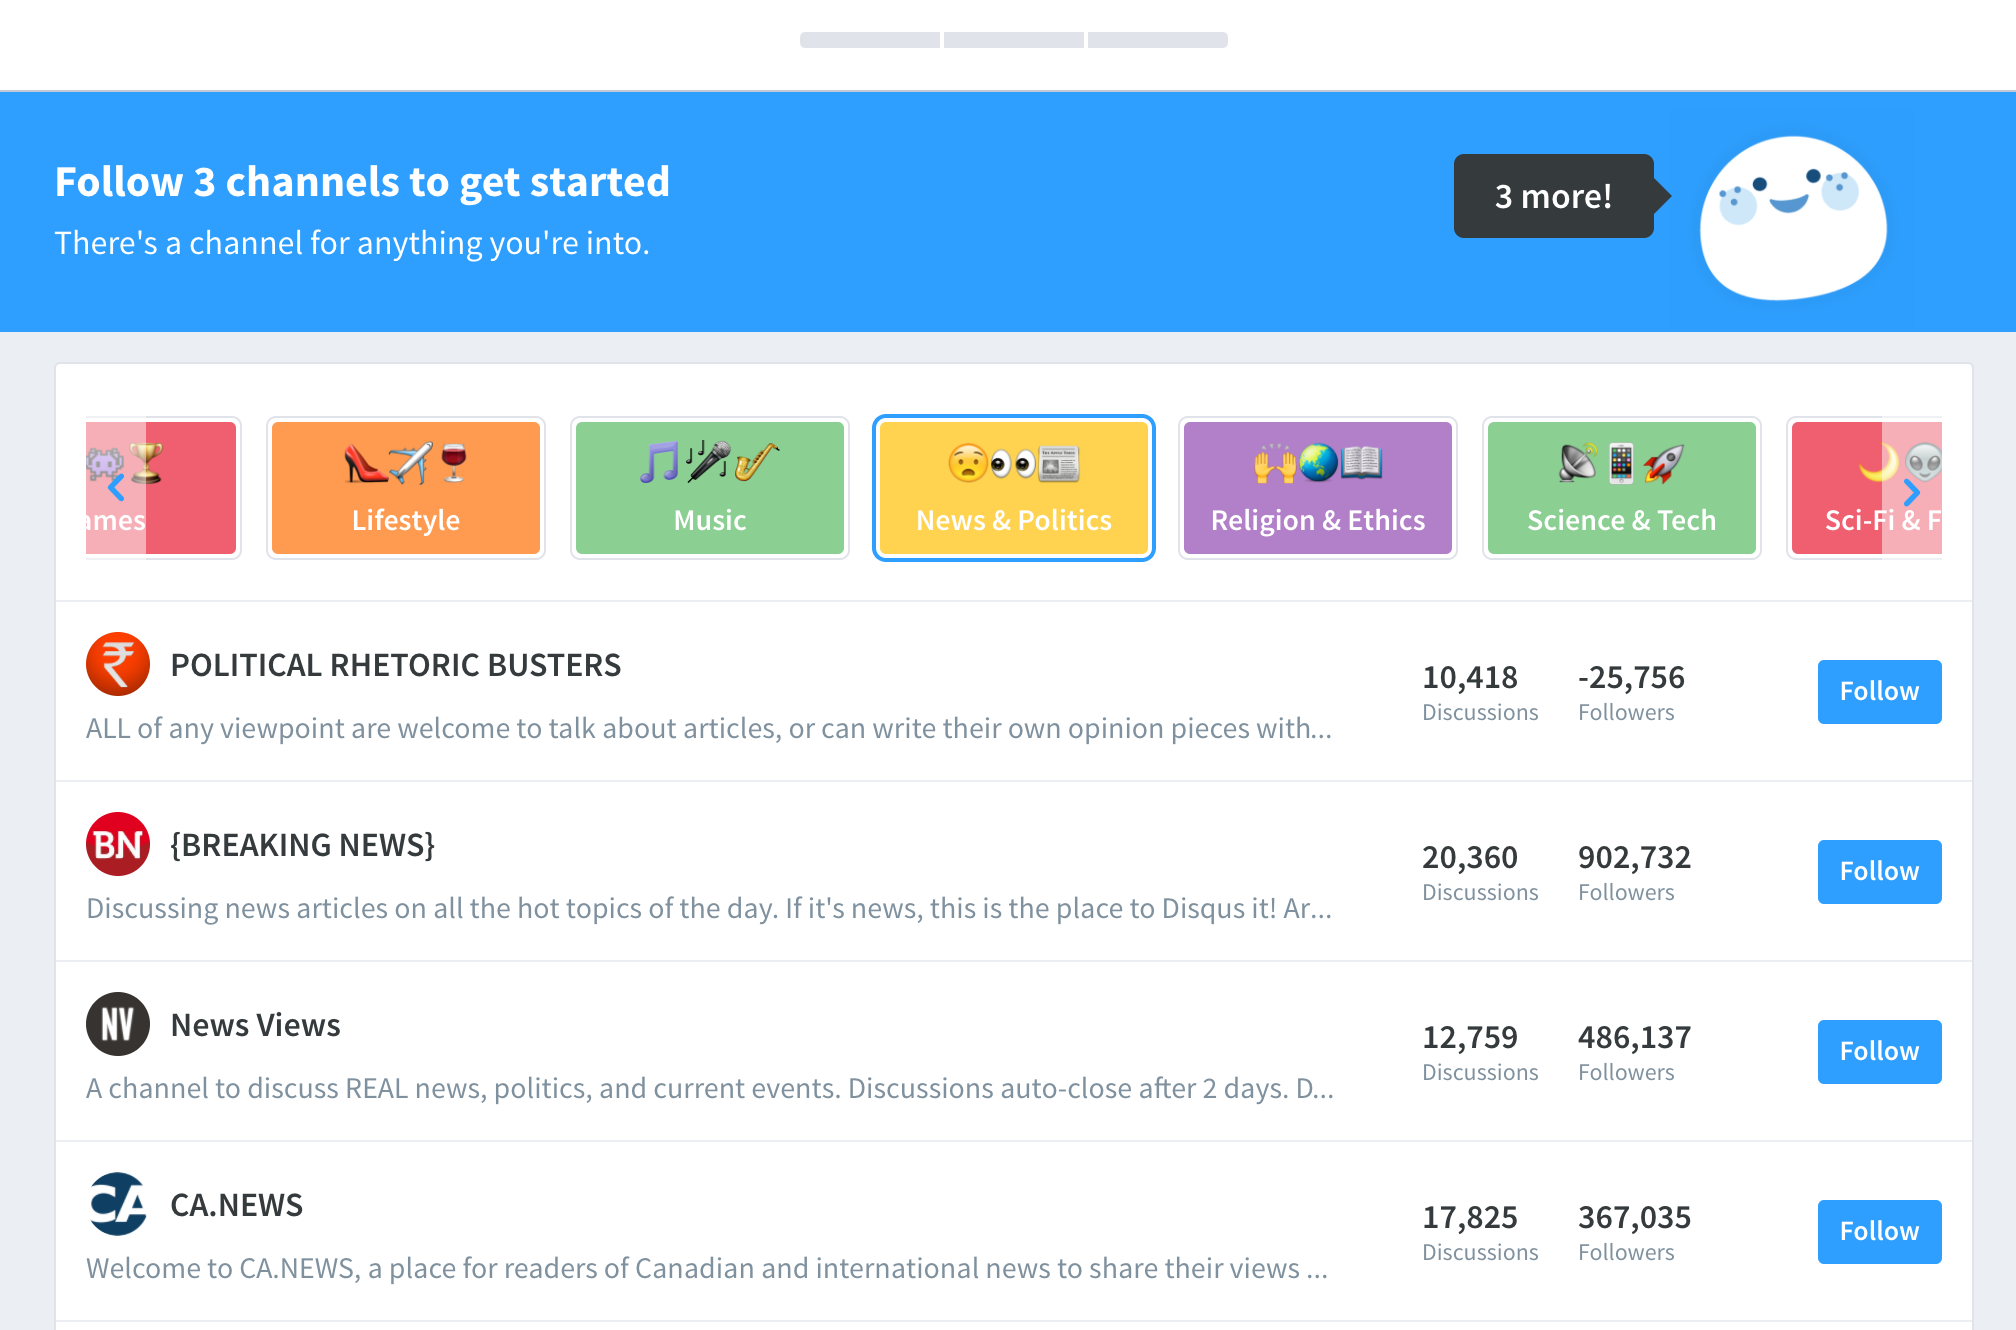 Follow 3 channels to get started
There's a channel for anything you're into.
3 more!
ames
Lifestyle
Music
News & Politics
Religion & Ethics
Science & Tech
Sci-Fi & F
₹
POLITICAL RHETORIC BUSTERS
ALL of any viewpoint are welcome to talk about articles, or can write their own opinion pieces with...
10,418
Discussions
-25,756
Followers
Follow
BN
{BREAKING NEWS}
Discussing news articles on all the hot topics of the day. If it's news, this is the place to Disqus it! Ar...
20,360
Discussions
902,732
Followers
Follow
NV
News Views
A channel to discuss REAL news, politics, and current events. Discussions auto-close after 2 days. D...
12,759
Discussions
486,137
Followers
Follow
CA
CA.NEWS
Welcome to CA.NEWS, a place for readers of Canadian and international news to share their views ...
17,825
Discussions
367,035
Followers
Follow